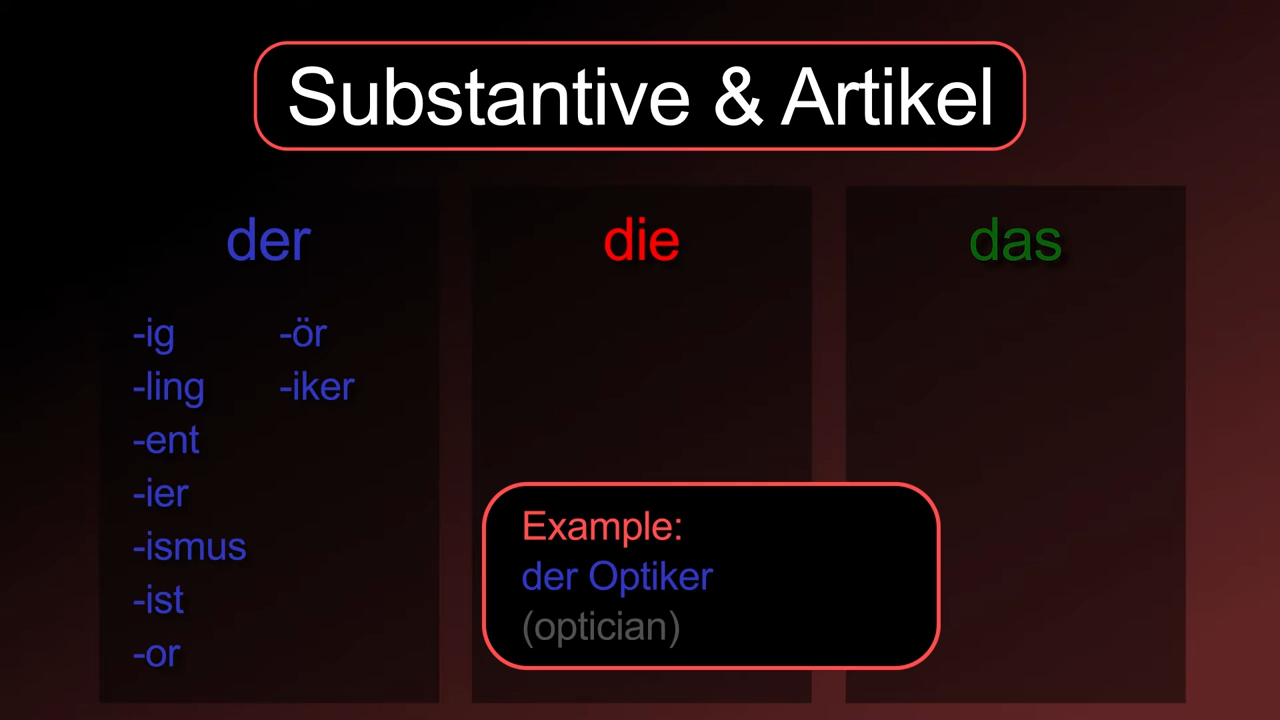 Substantive & Artikel
der
die
das
-ig
-ling
-ent
-ier
-ismus
-ist
-or
-ör
-iker
Example:
der Optiker
(optician)